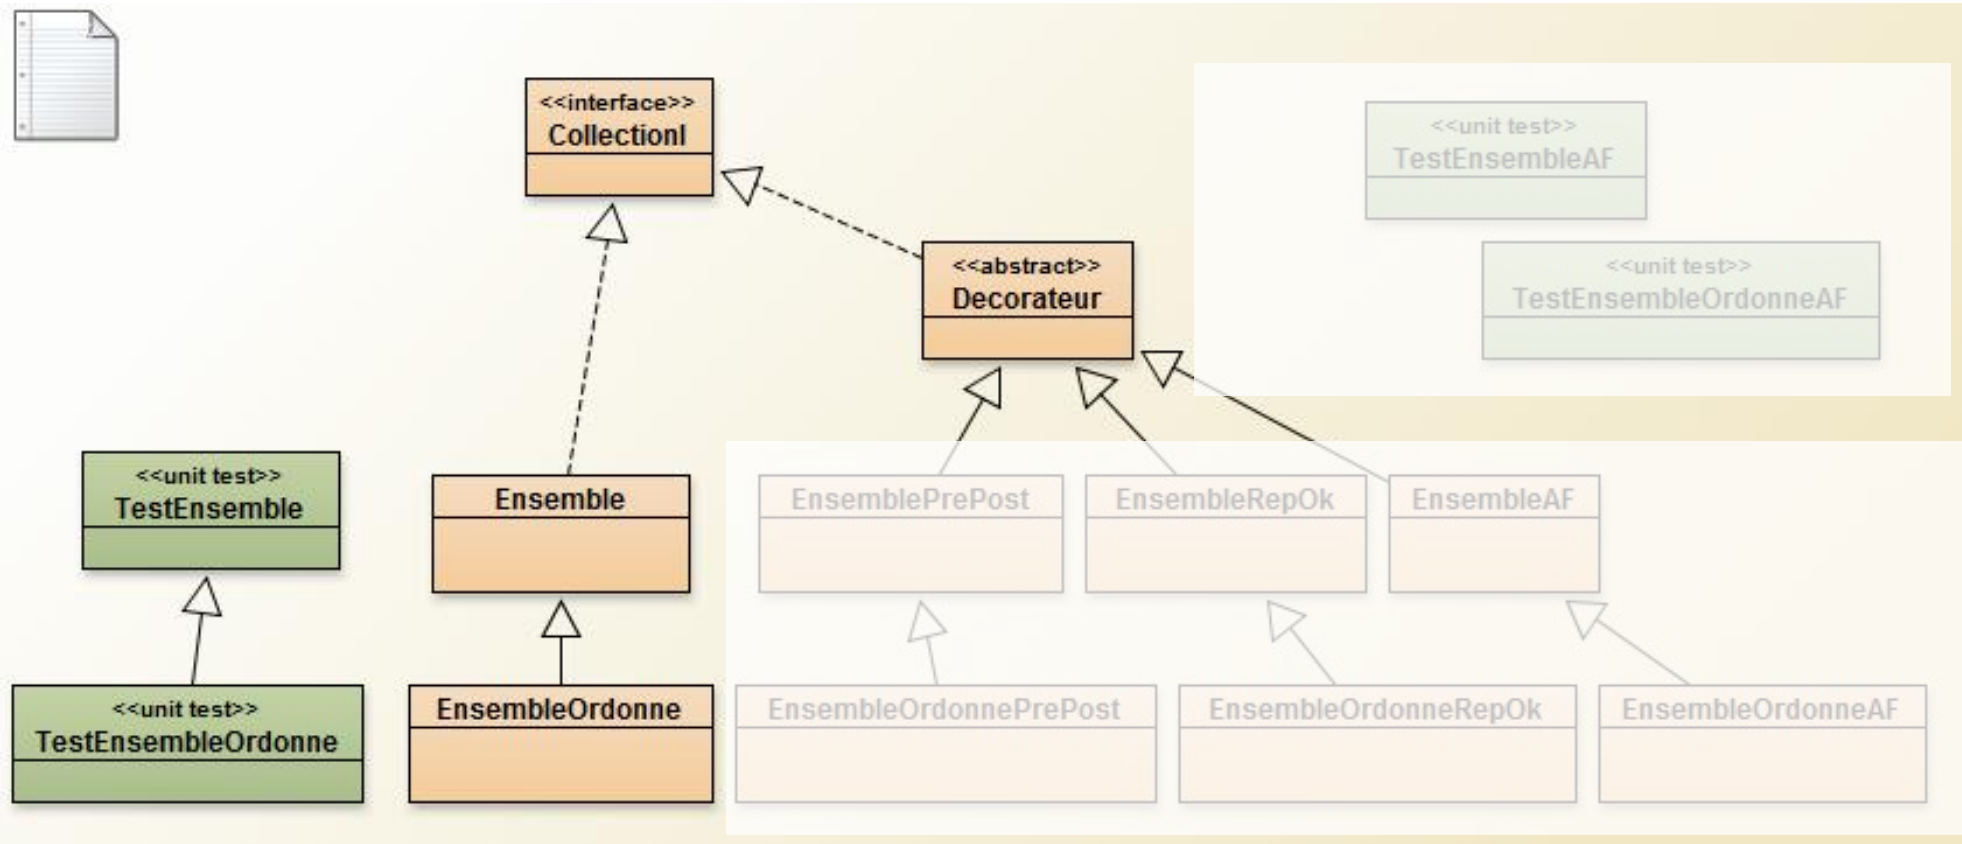 <<interface>>
CollectionI
<<unit test>>
TestEnsembleAF
<<abstract>>
Decorateur
<<unit test>>
TestEnsembleOrdonneAF
<<unit test>>
TestEnsemble
Ensemble
EnsemblePrePost
EnsembleRepOk
EnsembleAF
<<unit test>>
TestEnsembleOrdonne
EnsembleOrdonne
EnsembleOrdonnePrePost
EnsembleOrdonneRepOk
EnsembleOrdonneAF